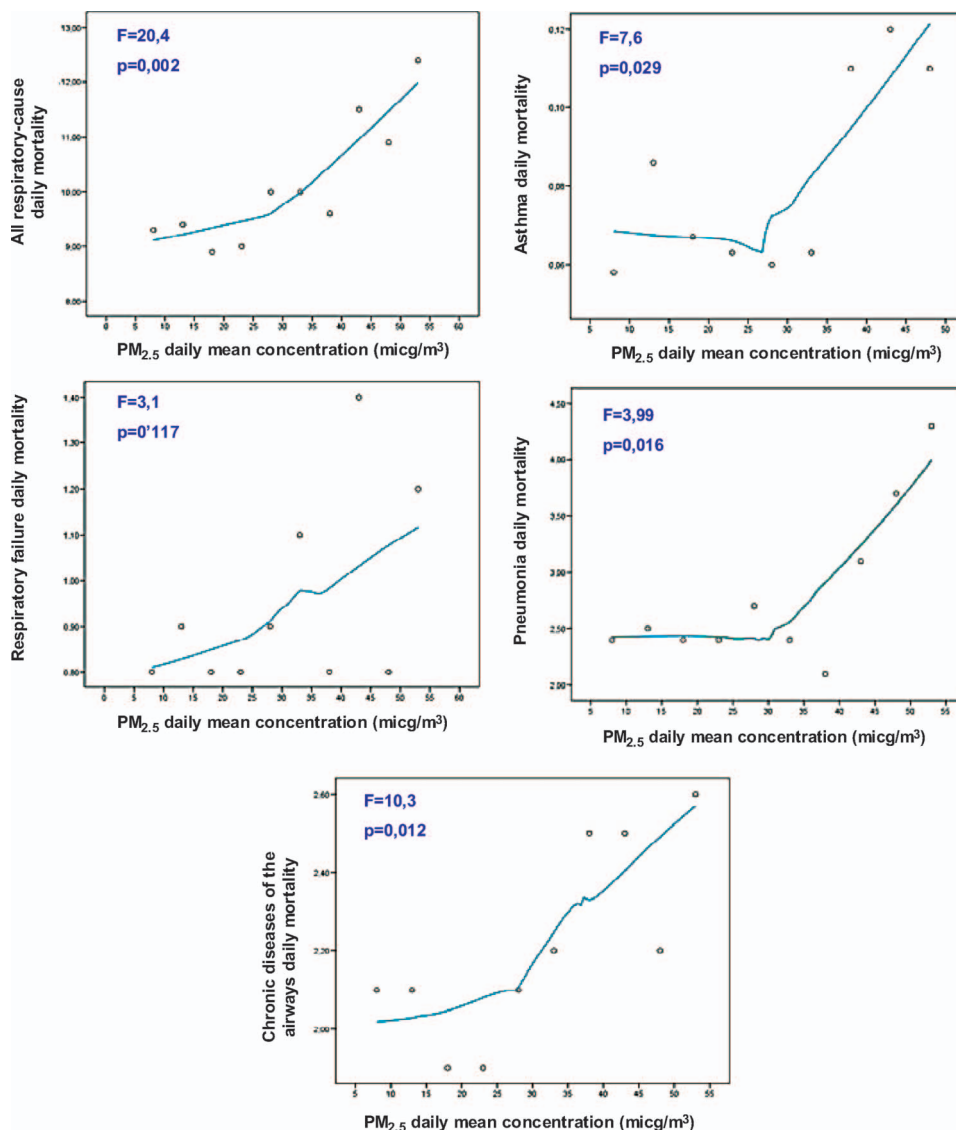 F=20,4
p=0,002
All respiratory-cause
daily mortality
13,00
12,00
11,00
10,00
9,00
8,00
0 5 10 15 20 25 30 35 40 45 50 55 60
PM2.5 daily mean concentration (micg/m³)
F=7,6
p=0,029
Asthma daily mortality
0,12
0,10
0,08
0,06
5 10 15 20 25 30 35 40 45 50
PM2.5 daily mean concentration (micg/m³)
F=3,1
p=0'117
Respiratory failure daily mortality
1,40
1,30
1,20
1,10
1,00
0,90
0,80
0 5 10 15 20 25 30 35 40 45 50 55 60
PM2.5 daily mean concentration (micg/m³)
F=3,99
p=0,016
Pneumonia daily mortality
4,50
4,00
3,50
3,00
2,50
2,00
5 10 15 20 25 30 35 40 45 50 55
PM2.5 daily mean concentration (micg/m³)
F=10,3
p=0,012
Chronic diseases of the
airways daily mortality
2,60
2,40
2,20
2,00
5 10 15 20 25 30 35 40 45 50 55
PM2.5 daily mean concentration (micg/m³)